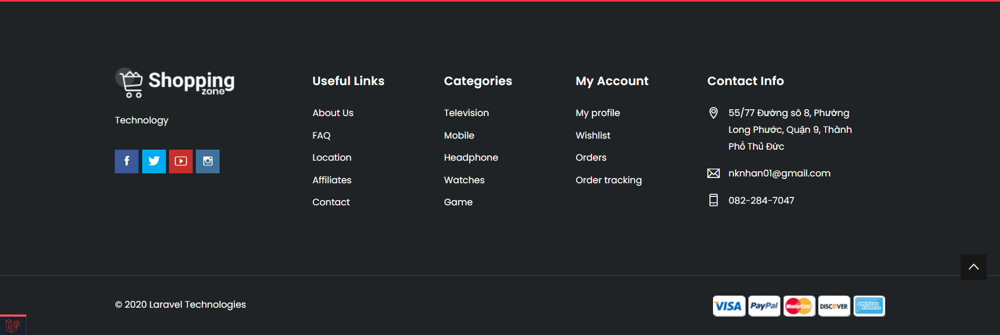 Shopping
zone
Technology
Useful Links
About Us
FAQ
Location
Affiliates
Contact
Categories
Television
Mobile
Headphone
Watches
Game
My Account
My profile
Wishlist
Orders
Order tracking
Contact Info
55/77 Đường sô 8, Phường
Long Phước, Quận 9, Thành
Phố Thủ Đức
nknhan01@gmail.com
082-284-7047
© 2020 Laravel Technologies
VISA PayPal MasterCard DISCOVER AMERICAN EXPRESS